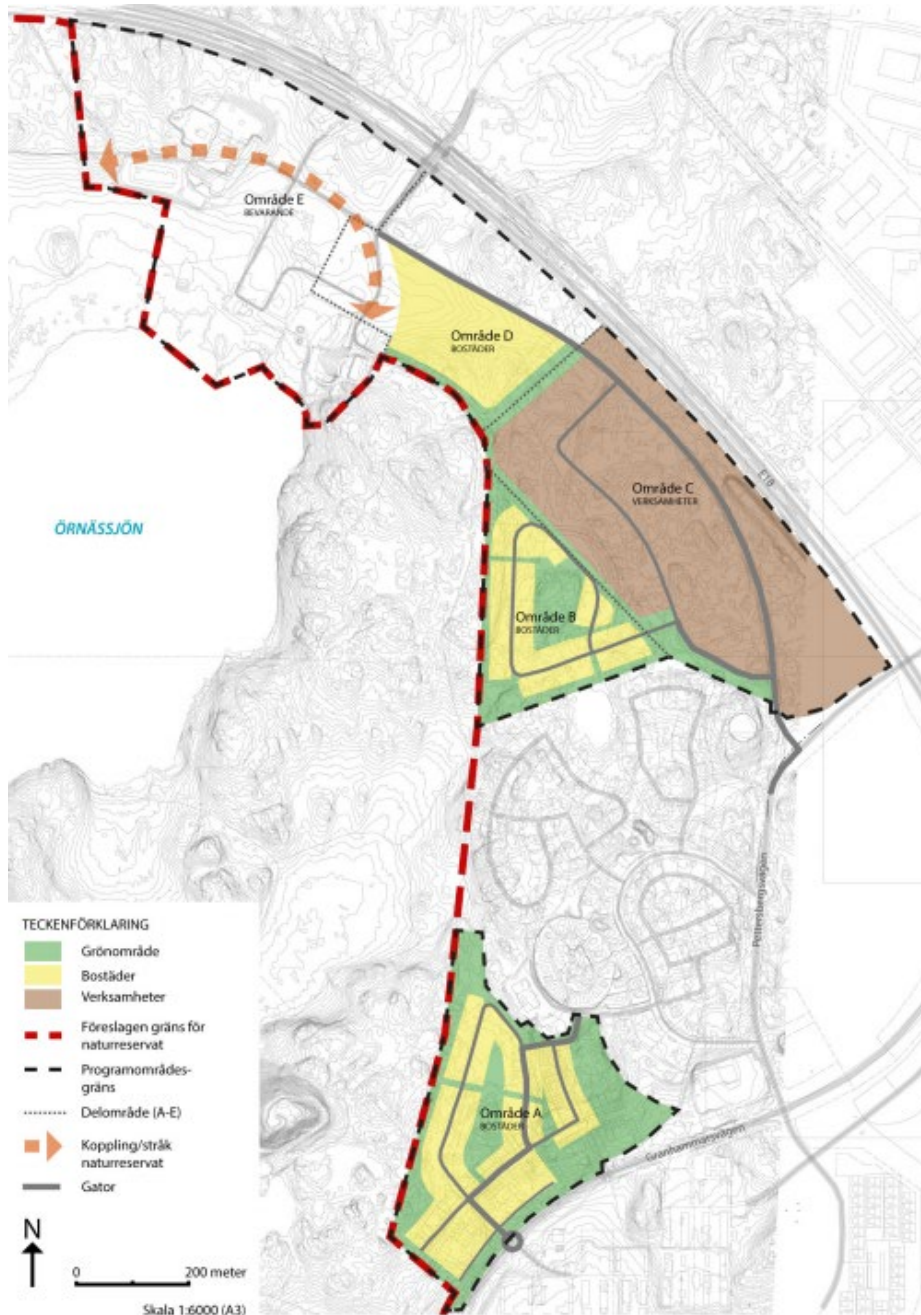 Område E
BEVARANDE
Område D
BOSTÄDER
E18
Område C
VERKSAMHETER
ÖRNÄSSJÖN
Område B
BOSTÄDER
Pettersbergsvägen
Område A
BOSTÄDER
Granhammarsvägen
TECKENFÖRKLARING
Grönområde
Bostäder
Verksamheter
Föreslagen gräns för
naturreservat
Programområdes-
gräns
Delområde (A-E)
Koppling/stråk
naturreservat
Gator
N
0 200 meter
Skala 1:6000 (A3)